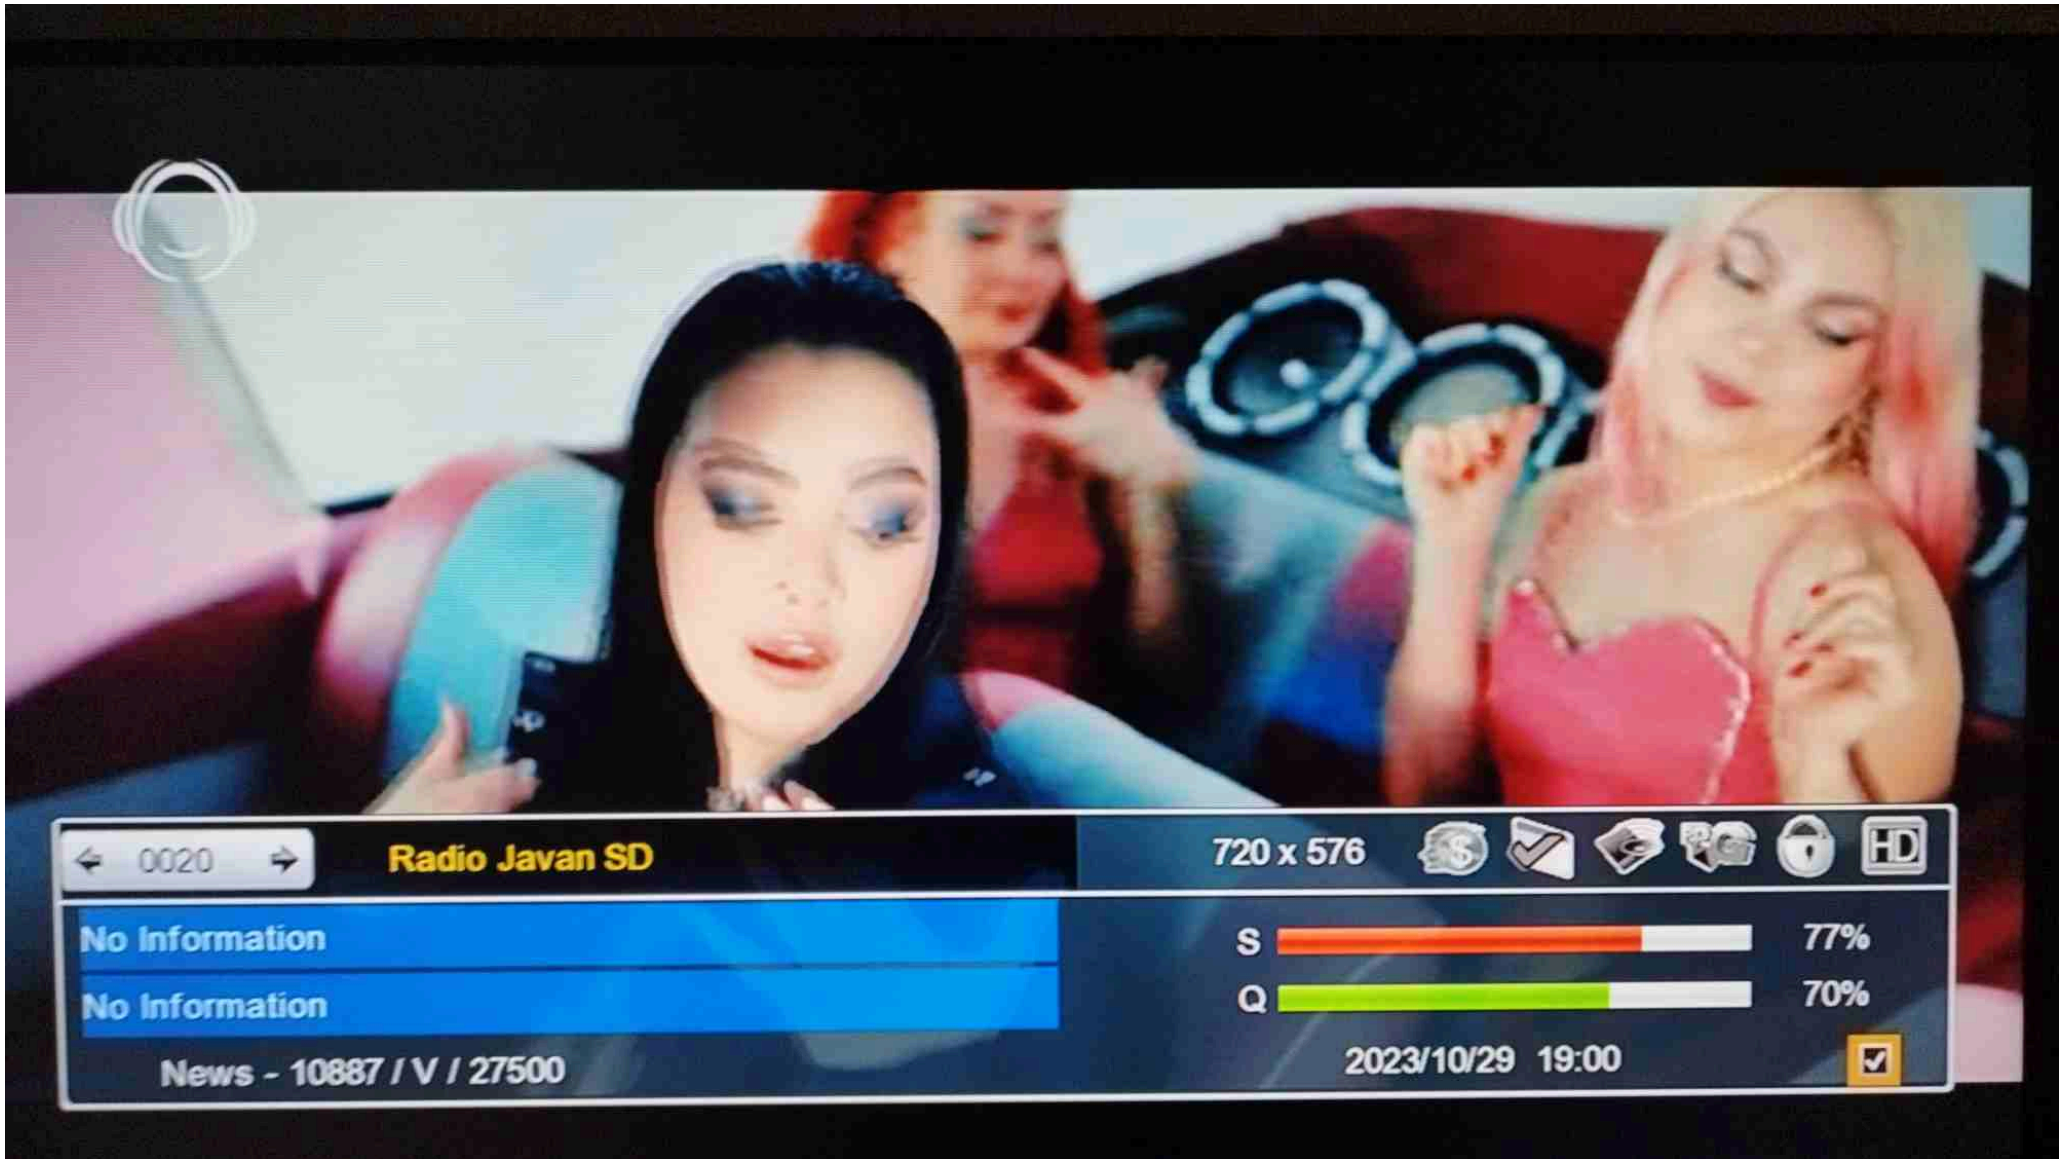 0020
Radio Javan SD
720 x 576
HD
No Information
No Information
S 77%
Q 70%
News - 10887 / V / 27500
2023/10/29 19:00